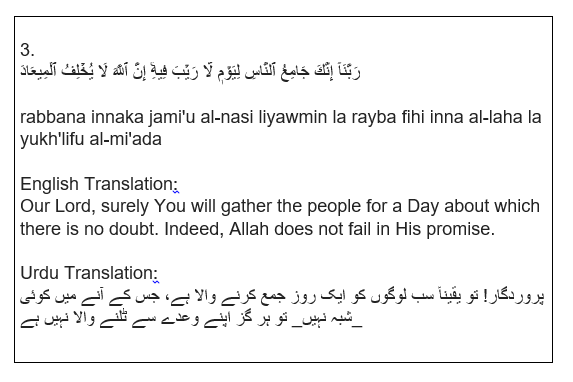 3.
رَبَّنَآ إِنَّكَ جَامِعُ ٱلنَّاسِ لِيَوْمٍ لَّا رَيْبَ فِيهِۚ إِنَّ ٱللَّهَ لَا يُخْلِفُ ٱلْمِيعَادَ
rabbana innaka jami'u al-nasi liyawmin la rayba fihi inna al-laha la
yukh'lifu al-mi'ada
English Translation:
Our Lord, surely You will gather the people for a Day about which
there is no doubt. Indeed, Allah does not fail in His promise.
Urdu Translation:
پروردگار! تو یقیناً سب لوگوں کو ایک روز جمع کرنے والا ہے، جس کے آنے میں کوئی
_شبہ نہیں_ تو ہر گز اپنے وعدے سے ٹلنے والا نہیں ہے